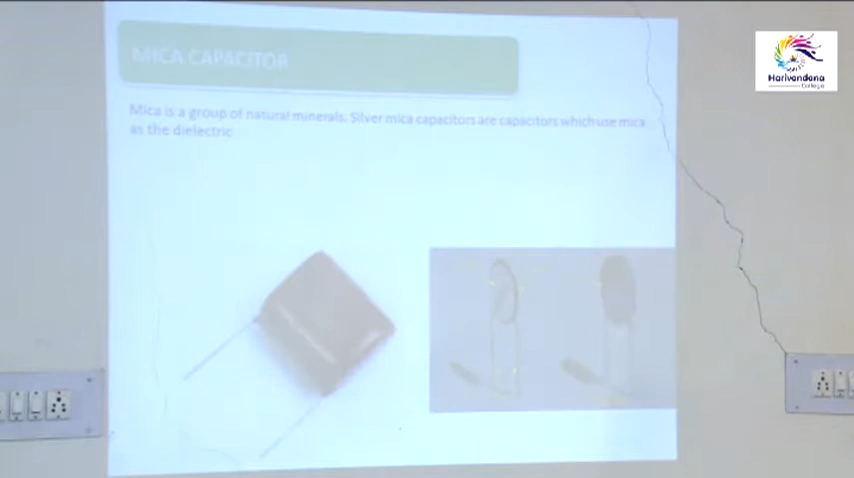 MICA CAPACITOR
Mica is a group of natural minerals. Silver mica capacitors are capacitors which use mica
as the dielectric
Harivandana
College